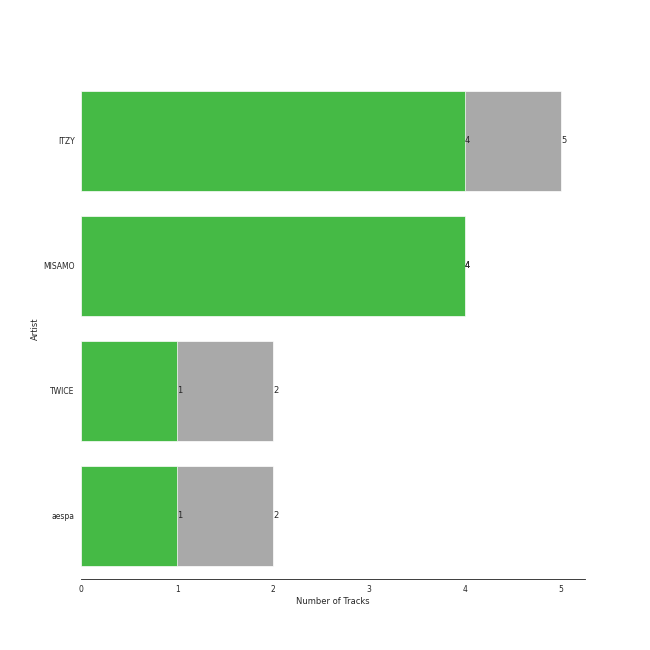 ITZY
4
5
MISAMO
4
TWICE
1
2
aespa
1
2
Artist
0 1 2 3 4 5
Number of Tracks